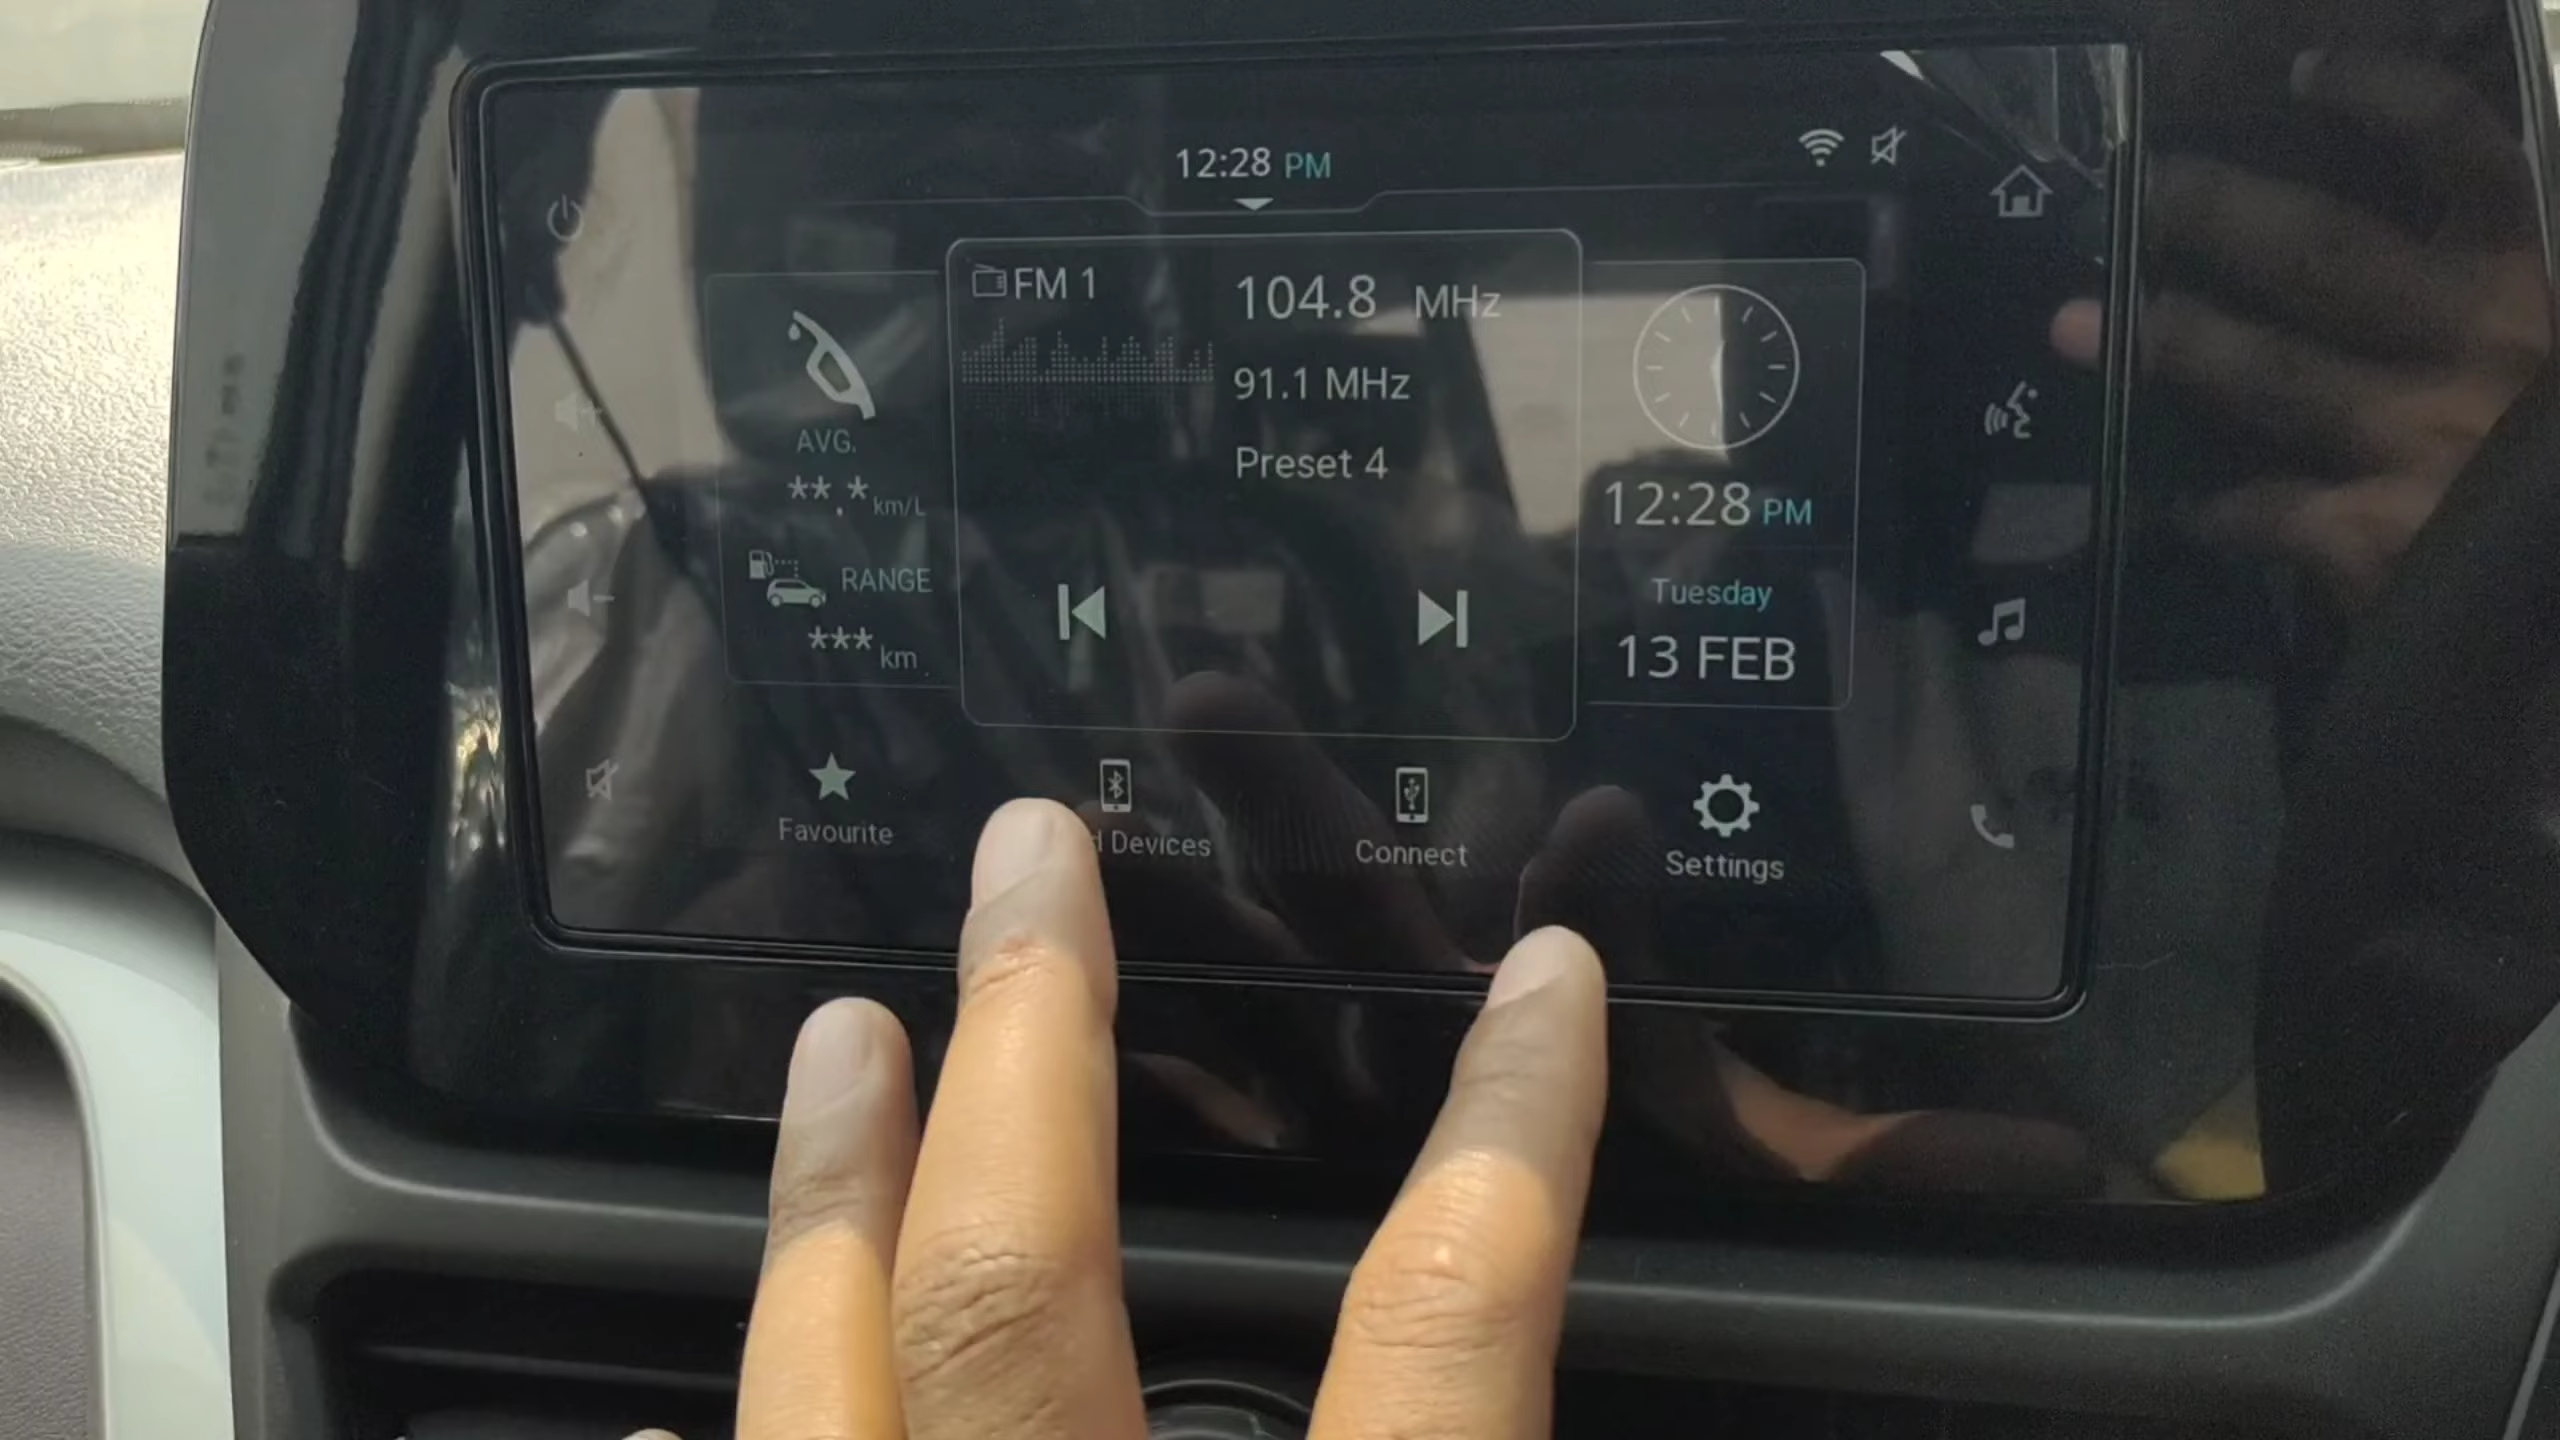 12:28 PM
FM 1
104.8 MHz
91.1 MHz
Preset 4
AVG.
**.* km/L
RANGE
*** km
12:28 PM
Tuesday
13 FEB
Favourite
Devices
Connect
Settings